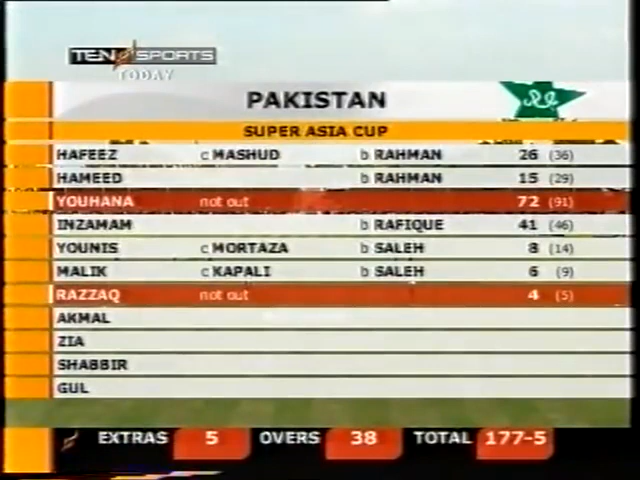 TEN SPORTS
TODAY
PAKISTAN
SUPER ASIA CUP
HAFEEZ c MASHUD b RAHMAN 26 (36)
HAMEED b RAHMAN 15 (29)
YOUHANA not out 72 (91)
INZAMAM b RAFIQUE 41 (46)
YOUNIS c MORTAZA b SALEH 8 (14)
MALIK c KAPALI b SALEH 6 (9)
RAZZAQ not out 4 (5)
AKMAL
ZIA
SHABBIR
GUL
EXTRAS 5 OVERS 38 TOTAL 177-5